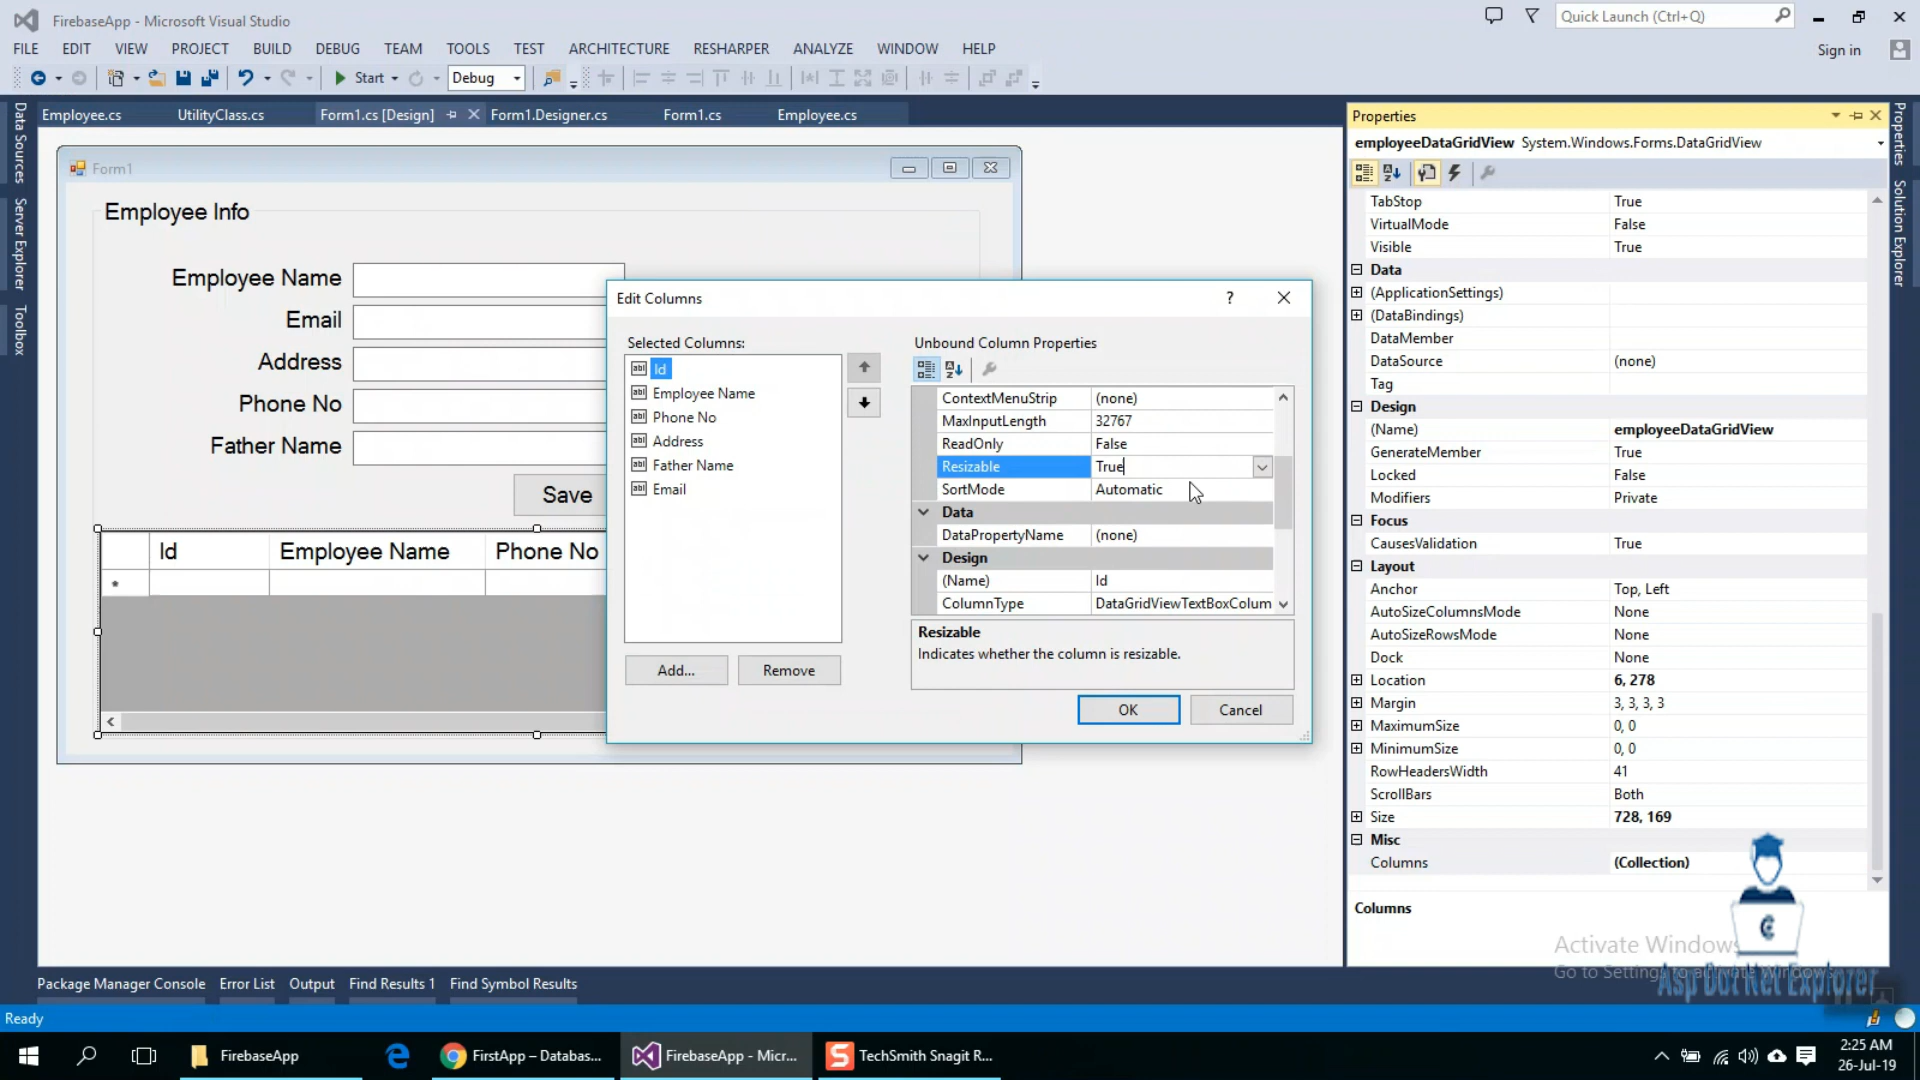 FirebaseApp - Microsoft Visual Studio
Quick Launch (Ctrl+Q)
FILE EDIT VIEW PROJECT BUILD DEBUG TEAM TOOLS TEST ARCHITECTURE RESHARPER ANALYZE WINDOW HELP
Sign in
Start Debug
Employee.cs UtilityClass.cs Form1.cs [Design] Form1.Designer.cs Form1.cs Employee.cs
Data Sources
Server Explorer
Toolbox
Form1
Employee Info
Employee Name
Email
Address
Phone No
Father Name
Save
Id Employee Name Phone No
*
Edit Columns
?
Selected Columns:
Id
Employee Name
Phone No
Address
Father Name
Email
Add...
Remove
Unbound Column Properties
ContextMenuStrip (none)
MaxInputLength 32767
ReadOnly False
Resizable True
SortMode Automatic
Data
DataPropertyName (none)
Design
(Name) Id
ColumnType DataGridViewTextBoxColum
Resizable
Indicates whether the column is resizable.
OK
Cancel
Properties
employeeDataGridView System.Windows.Forms.DataGridView
TabStop True
VirtualMode False
Visible True
Data
(ApplicationSettings)
(DataBindings)
DataMember
DataSource (none)
Tag
Design
(Name) employeeDataGridView
GenerateMember True
Locked False
Modifiers Private
Focus
CausesValidation True
Layout
Anchor Top, Left
AutoSizeColumnsMode None
AutoSizeRowsMode None
Dock None
Location 6, 278
Margin 3, 3, 3, 3
MaximumSize 0, 0
MinimumSize 0, 0
RowHeadersWidth 41
ScrollBars Both
Size 728, 169
Misc
Columns (Collection)
Columns
Properties
Solution Explorer
Activate Windows
Go to Settings to activate Windows.
Asp Dot Net Explorer
Package Manager Console Error List Output Find Results 1 Find Symbol Results
Ready
FirebaseApp
FirstApp – Databas...
FirebaseApp - Micr...
TechSmith Snagit R...
2:25 AM
26-Jul-19